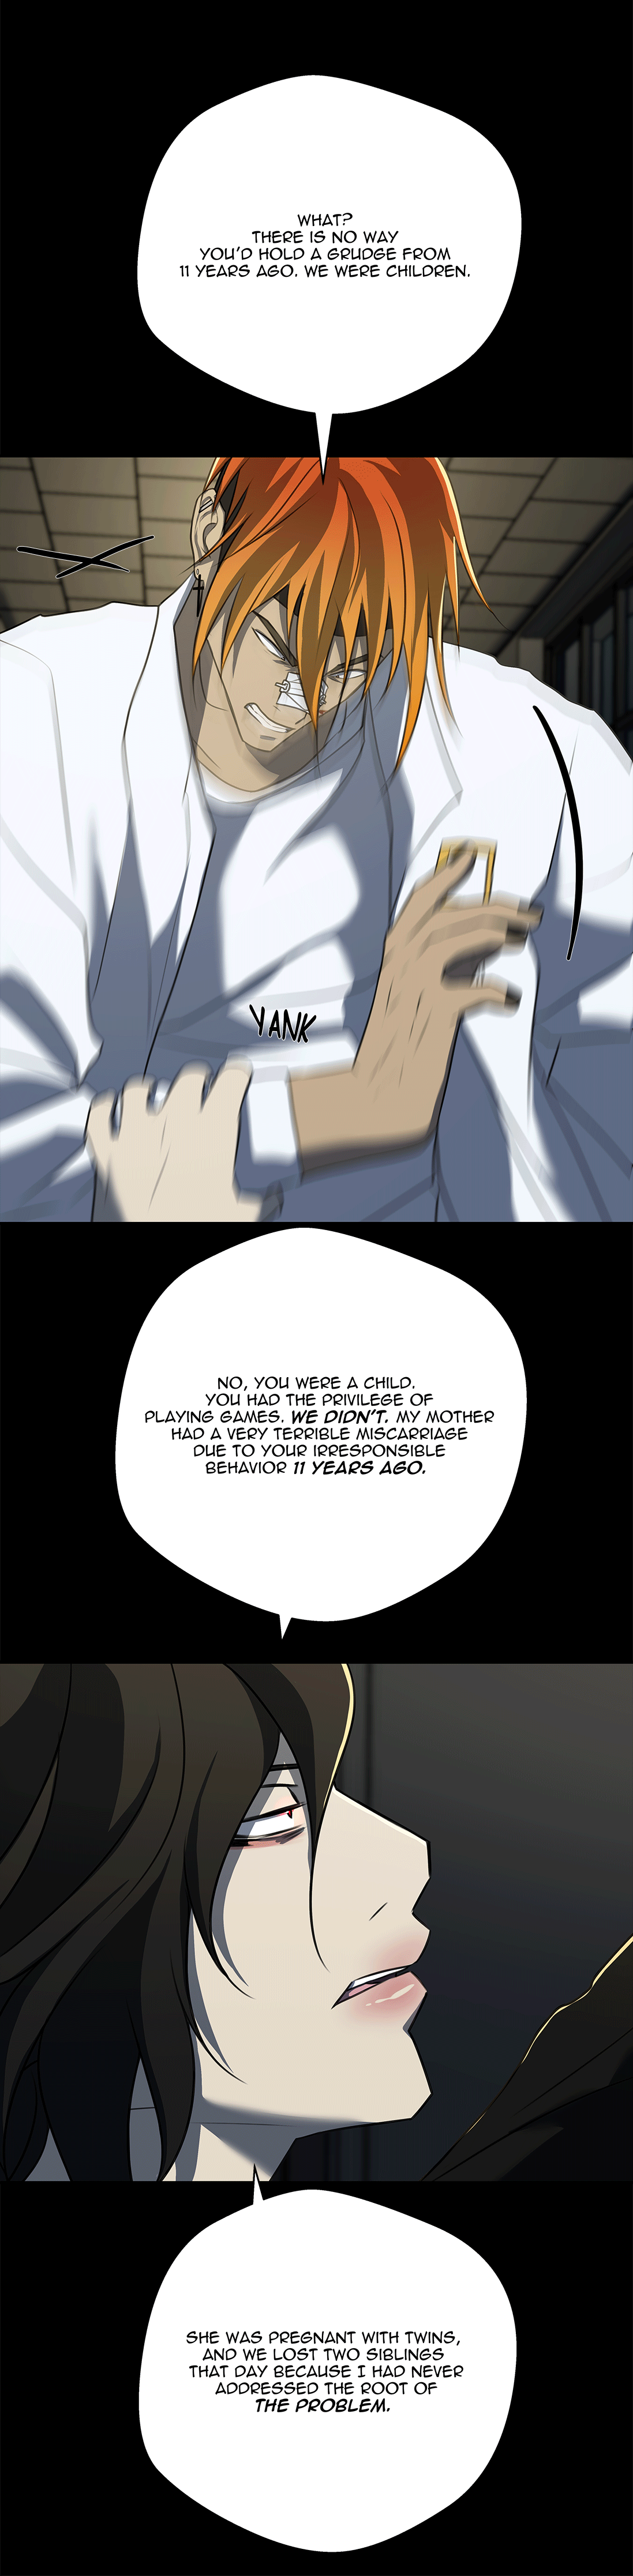 WHAT?
THERE IS NO WAY
YOU'D HOLD A GRUDGE FROM
11 YEARS AGO. WE WERE CHILDREN.
YANK
NO, YOU WERE A CHILD.
YOU HAD THE PRIVILEGE OF
PLAYING GAMES. WE DIDN'T. MY MOTHER
HAD A VERY TERRIBLE MISCARRIAGE
DUE TO YOUR IRRESPONSIBLE
BEHAVIOR 11 YEARS AGO.
SHE WAS PREGNANT WITH TWINS,
AND WE LOST TWO SIBLINGS
THAT DAY BECAUSE I HAD NEVER
ADDRESSED THE ROOT OF
THE PROBLEM.